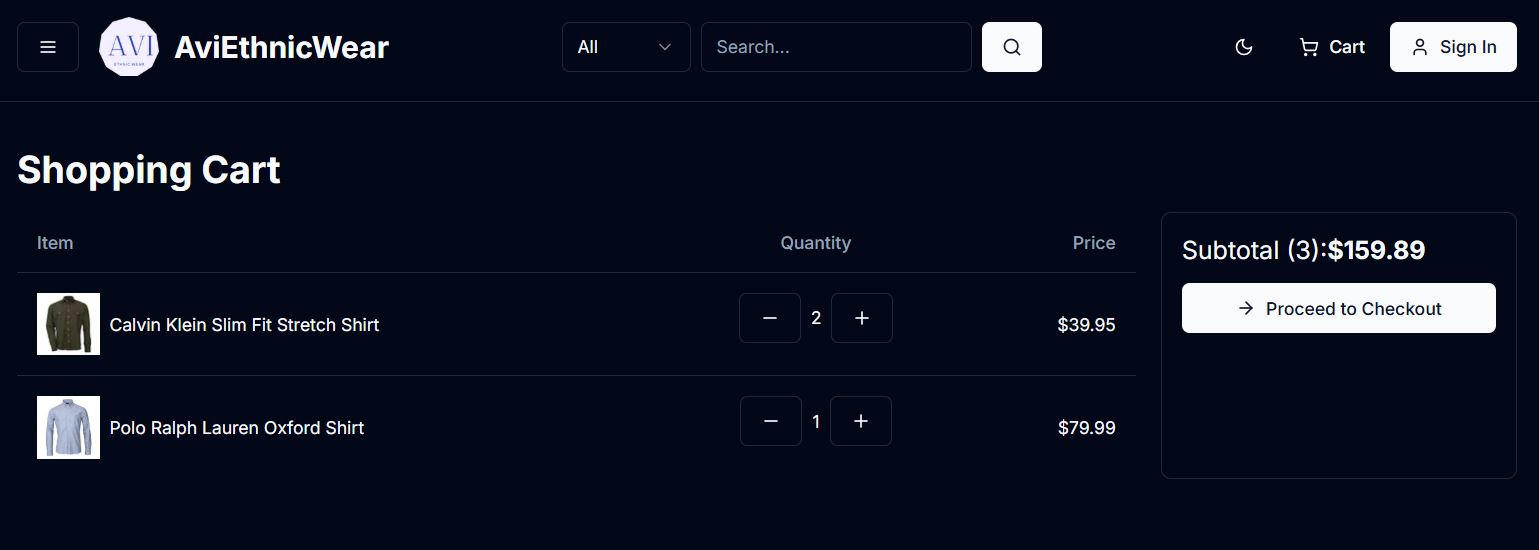 AVI
ETHNIC WEAR
AviEthnicWear
All
Search...
Cart
Sign In
Shopping Cart
Item Quantity Price
Calvin Klein Slim Fit Stretch Shirt 2 $39.95
Polo Ralph Lauren Oxford Shirt 1 $79.99
Subtotal (3):$159.89
Proceed to Checkout